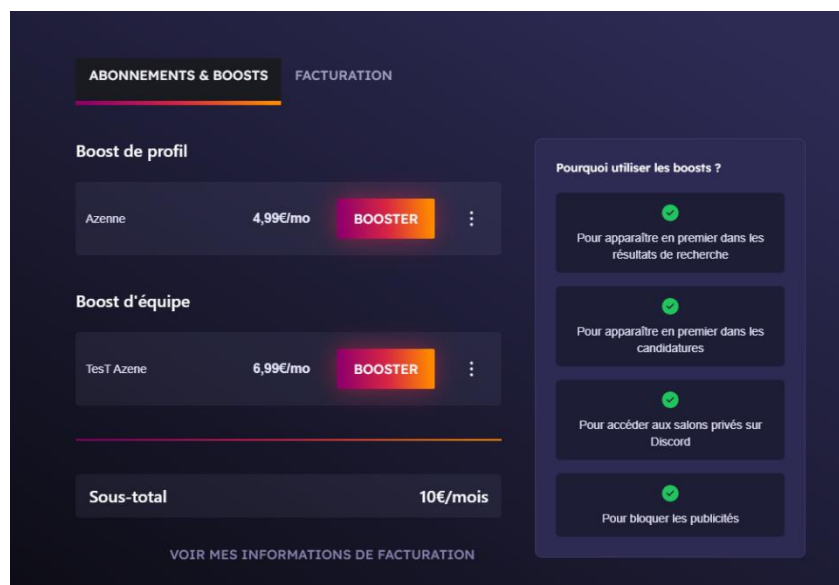 ABONNEMENTS & BOOSTS FACTURATION
Boost de profil
Azenne 4,99€/mo BOOSTER
Boost d'équipe
TesT Azene 6,99€/mo BOOSTER
Sous-total 10€/mois
VOIR MES INFORMATIONS DE FACTURATION
Pourquoi utiliser les boosts ?
Pour apparaître en premier dans les
résultats de recherche
Pour apparaître en premier dans les
candidatures
Pour accéder aux salons privés sur
Discord
Pour bloquer les publicités